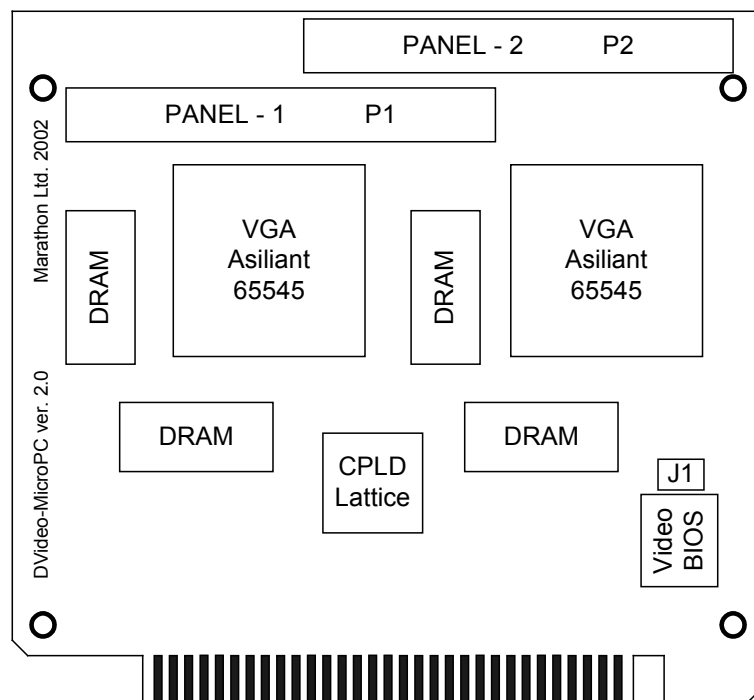 PANEL - 2 P2
PANEL - 1 P1
Marathon Ltd. 2002
DRAM
VGA
Asiliant
65545
DRAM
VGA
Asiliant
65545
DVideo-MicroPC ver. 2.0
DRAM
CPLD
Lattice
DRAM
J1
Video
BIOS